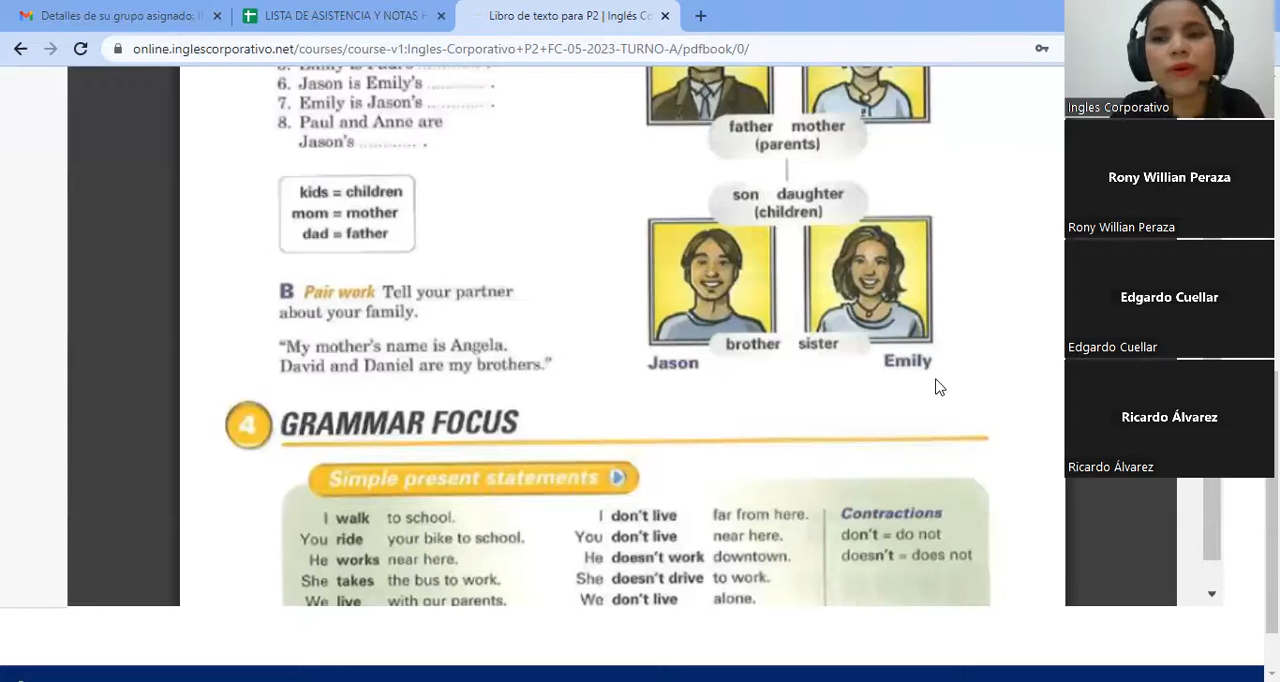 Detalles de su grupo asignado: I
LISTA DE ASISTENCIA Y NOTAS
Libro de texto para P2 | Inglés Co
online.inglescorporativo.net/courses/course-v1:Ingles-Corporativo+P2+FC-05-2023-TURNO-A/pdfbook/0/
6. Jason is Emily's .......... .
7. Emily is Jason's .......... .
8. Paul and Anne are
Jason's .......... .
kids = children
mom = mother
dad = father
B Pair work Tell your partner
about your family.
"My mother's name is Angela.
David and Daniel are my brothers."
father mother
(parents)
son daughter
(children)
brother sister
Jason Emily
4 GRAMMAR FOCUS
Simple present statements
I walk to school.
You ride your bike to school.
He works near here.
She takes the bus to work.
We live with our parents.
I don't live far from here.
You don't live near here.
He doesn't work downtown.
She doesn't drive to work.
We don't live alone.
Contractions
don't = do not
doesn't = does not
Ingles Corporativo
Rony Willian Peraza
Rony Willian Peraza
Edgardo Cuellar
Edgardo Cuellar
Ricardo Álvarez
Ricardo Álvarez